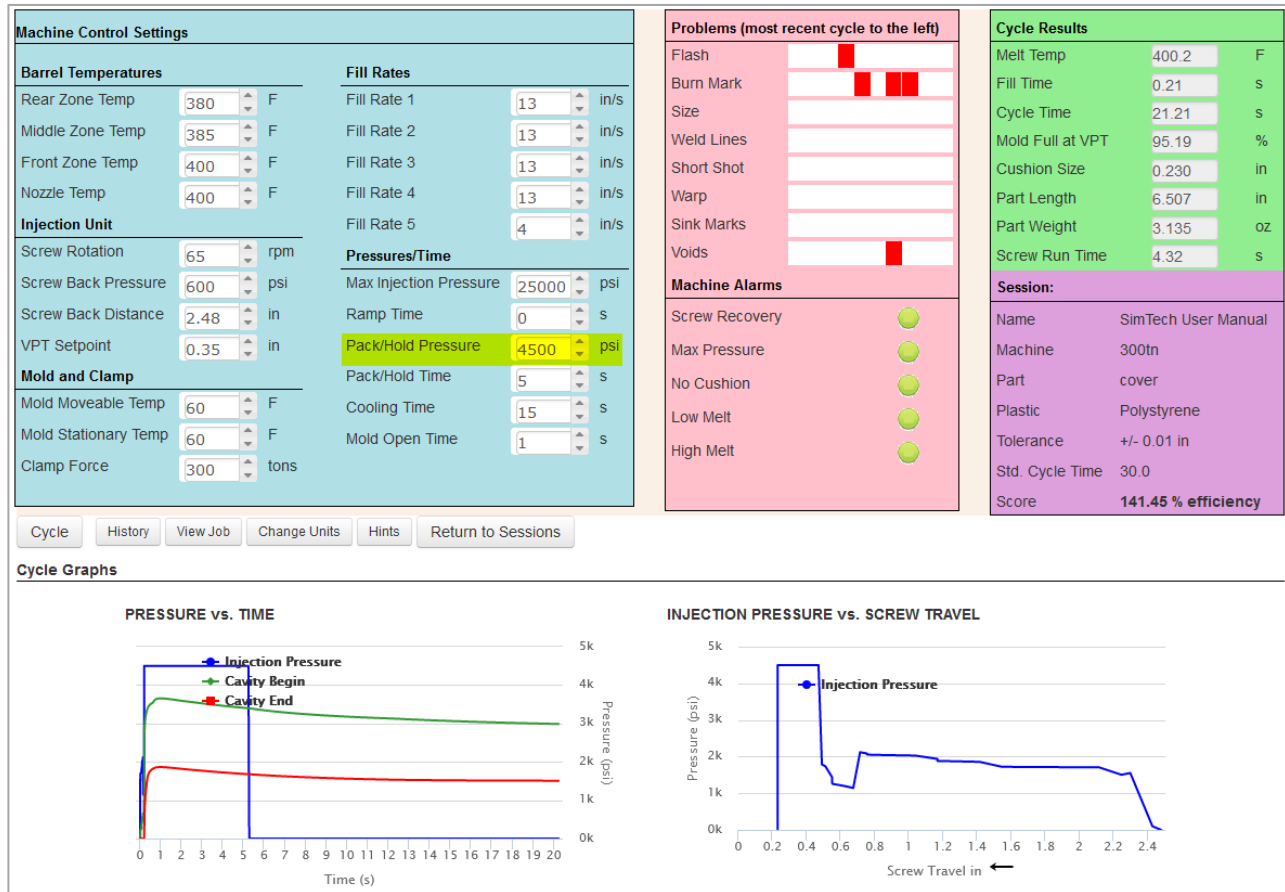 Machine Control Settings
Barrel Temperatures
Rear Zone Temp 380 F
Middle Zone Temp 385 F
Front Zone Temp 400 F
Nozzle Temp 400 F
Injection Unit
Screw Rotation 65 rpm
Screw Back Pressure 600 psi
Screw Back Distance 2.48 in
VPT Setpoint 0.35 in
Mold and Clamp
Mold Moveable Temp 60 F
Mold Stationary Temp 60 F
Clamp Force 300 tons
Fill Rates
Fill Rate 1 13 in/s
Fill Rate 2 13 in/s
Fill Rate 3 13 in/s
Fill Rate 4 13 in/s
Fill Rate 5 4 in/s
Pressures/Time
Max Injection Pressure 25000 psi
Ramp Time 0 s
Pack/Hold Pressure 4500 psi
Pack/Hold Time 5 s
Cooling Time 15 s
Mold Open Time 1 s
Problems (most recent cycle to the left)
Flash
Burn Mark
Size
Weld Lines
Short Shot
Warp
Sink Marks
Voids
Machine Alarms
Screw Recovery
Max Pressure
No Cushion
Low Melt
High Melt
Cycle Results
Melt Temp 400.2 F
Fill Time 0.21 s
Cycle Time 21.21 s
Mold Full at VPT 95.19 %
Cushion Size 0.230 in
Part Length 6.507 in
Part Weight 3.135 oz
Screw Run Time 4.32 s
Session:
Name SimTech User Manual
Machine 300tn
Part cover
Plastic Polystyrene
Tolerance +/- 0.01 in
Std. Cycle Time 30.0
Score 141.45 % efficiency
Cycle History View Job Change Units Hints Return to Sessions
Cycle Graphs
PRESSURE vs. TIME
Injection Pressure
Cavity Begin
Cavity End
5k
4k
3k
2k
1k
0k
Pressure (psi)
0 1 2 3 4 5 6 7 8 9 10 11 12 13 14 15 16 17 18 19 20
Time (s)
INJECTION PRESSURE vs. SCREW TRAVEL
Injection Pressure
Pressure (psi)
5k
4k
3k
2k
1k
0k
0 0.2 0.4 0.6 0.8 1 1.2 1.4 1.6 1.8 2 2.2 2.4
Screw Travel in ←